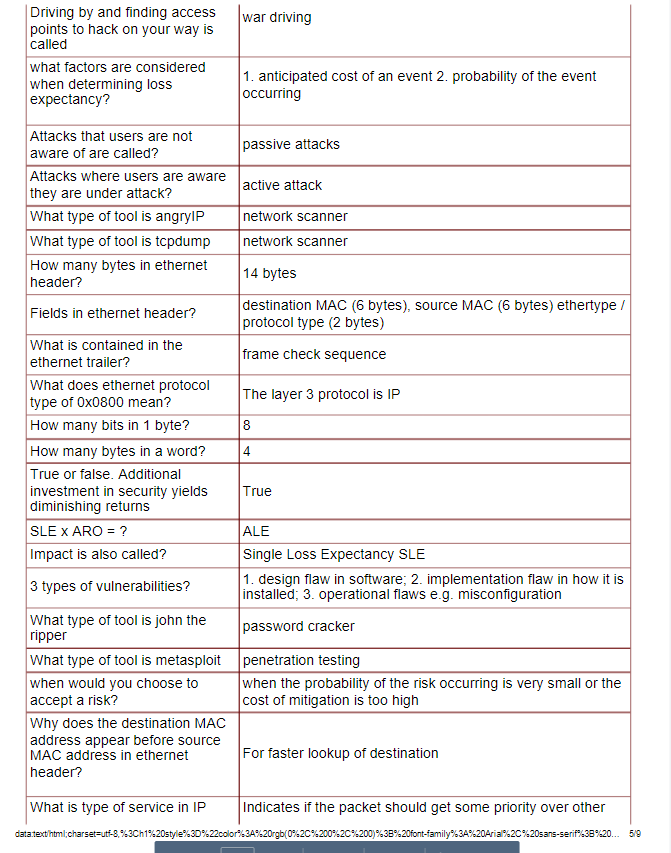 Driving by and finding access
points to hack on your way is
called
war driving
what factors are considered
when determining loss
expectancy?
1. anticipated cost of an event 2. probability of the event
occurring
Attacks that users are not
aware of are called?
passive attacks
Attacks where users are aware
they are under attack?
active attack
What type of tool is angryIP
network scanner
What type of tool is tcpdump
network scanner
How many bytes in ethernet
header?
14 bytes
Fields in ethernet header?
destination MAC (6 bytes), source MAC (6 bytes) ethertype /
protocol type (2 bytes)
What is contained in the
ethernet trailer?
frame check sequence
What does ethernet protocol
type of 0x0800 mean?
The layer 3 protocol is IP
How many bits in 1 byte?
8
How many bytes in a word?
4
True or false. Additional
investment in security yields
diminishing returns
True
SLE x ARO = ?
ALE
Impact is also called?
Single Loss Expectancy SLE
3 types of vulnerabilities?
1. design flaw in software; 2. implementation flaw in how it is
installed; 3. operational flaws e.g. misconfiguration
What type of tool is john the
ripper
password cracker
What type of tool is metasploit
penetration testing
when would you choose to
accept a risk?
when the probability of the risk occurring is very small or the
cost of mitigation is too high
Why does the destination MAC
address appear before source
MAC address in ethernet
header?
For faster lookup of destination
What is type of service in IP
Indicates if the packet should get some priority over other
data:text/html;charset=utf-8,%3Ch1%20style%3D%22color%3A%20rgb(0%2C%200%2C%200)%3B%20font-family%3A%20Arial%2C%20sans-serif%3B%20... 5/9